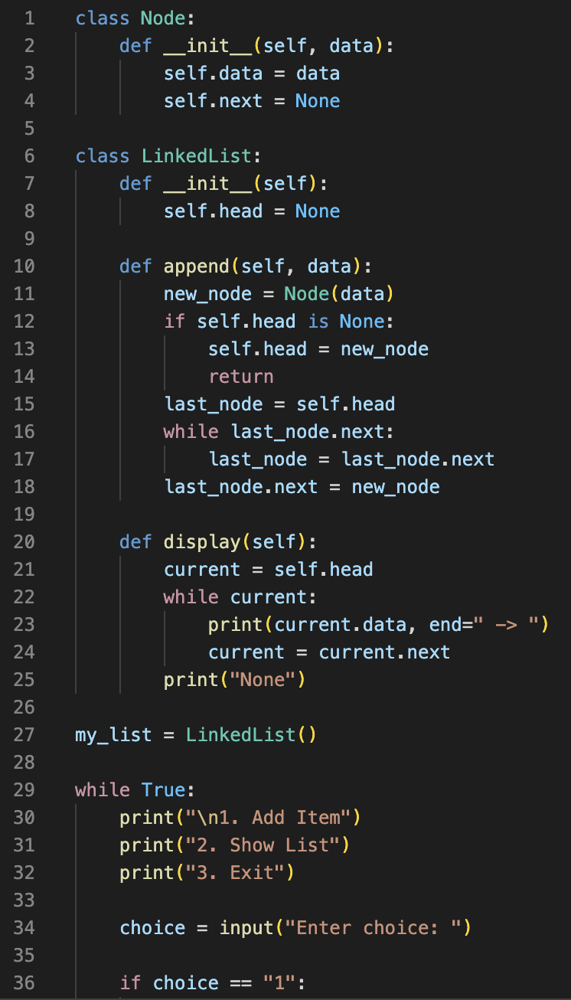 1 class Node:
2     def __init__(self, data):
3         self.data = data
4         self.next = None
5
6 class LinkedList:
7     def __init__(self):
8         self.head = None
9
10     def append(self, data):
11         new_node = Node(data)
12         if self.head is None:
13             self.head = new_node
14             return
15         last_node = self.head
16         while last_node.next:
17             last_node = last_node.next
18         last_node.next = new_node
19
20     def display(self):
21         current = self.head
22         while current:
23             print(current.data, end=" -> ")
24             current = current.next
25         print("None")
26
27 my_list = LinkedList()
28
29 while True:
30     print("\n1. Add Item")
31     print("2. Show List")
32     print("3. Exit")
33
34     choice = input("Enter choice: ")
35
36     if choice == "1":